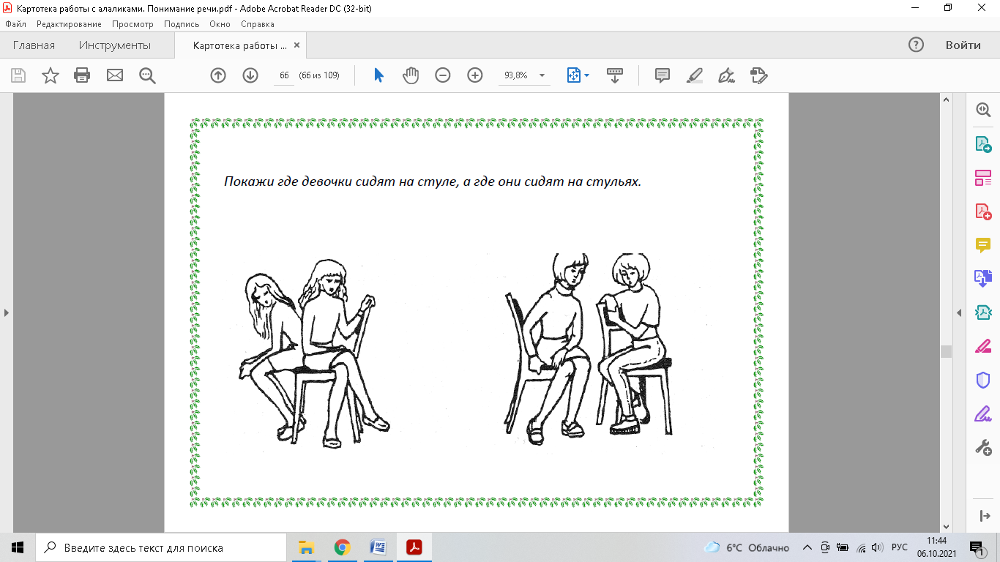 Картотека работы с алаликами. Понимание речи.pdf - Adobe Acrobat Reader DC (32-bit)
Файл Редактирование Просмотр Подпись Окно Справка
Главная Инструменты Картотека работы ... × Войти
66 (66 из 109) 93,8%
Покажи где девочки сидят на стуле, а где они сидят на стульях.
Введите здесь текст для поиска 6°C Облачно РУС 11:44
06.10.2021 1